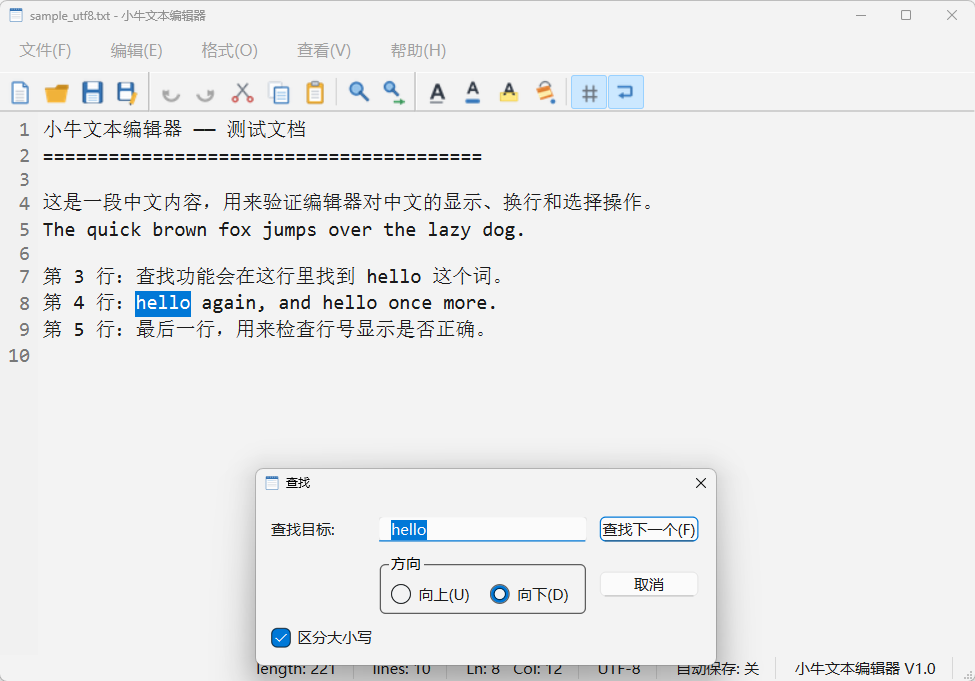 sample_utf8.txt - 小牛文本编辑器
文件(F) 编辑(E) 格式(O) 查看(V) 帮助(H)
1 小牛文本编辑器 —— 测试文档
2 ========================================
3
4 这是一段中文内容，用来验证编辑器对中文的显示、换行和选择操作。
5 The quick brown fox jumps over the lazy dog.
6
7 第 3 行：查找功能会在这行里找到 hello 这个词。
8 第 4 行：hello again, and hello once more.
9 第 5 行：最后一行，用来检查行号显示是否正确。
10
查找
查找目标: hello 查找下一个(F)
方向
向上(U) 向下(D) 取消
区分大小写
length: 221 lines: 10 Ln: 8 Col: 12 UTF-8 自动保存: 关 小牛文本编辑器 V1.0